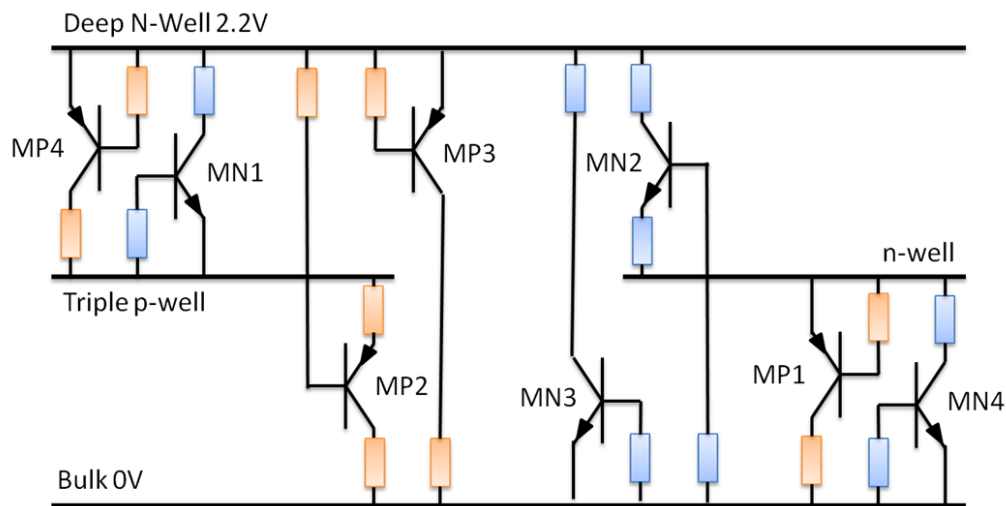 Deep N-Well 2.2V
MP4
MN1
MP3
MN2
n-well
Triple p-well
MP2
MN3
MP1
MN4
Bulk 0V